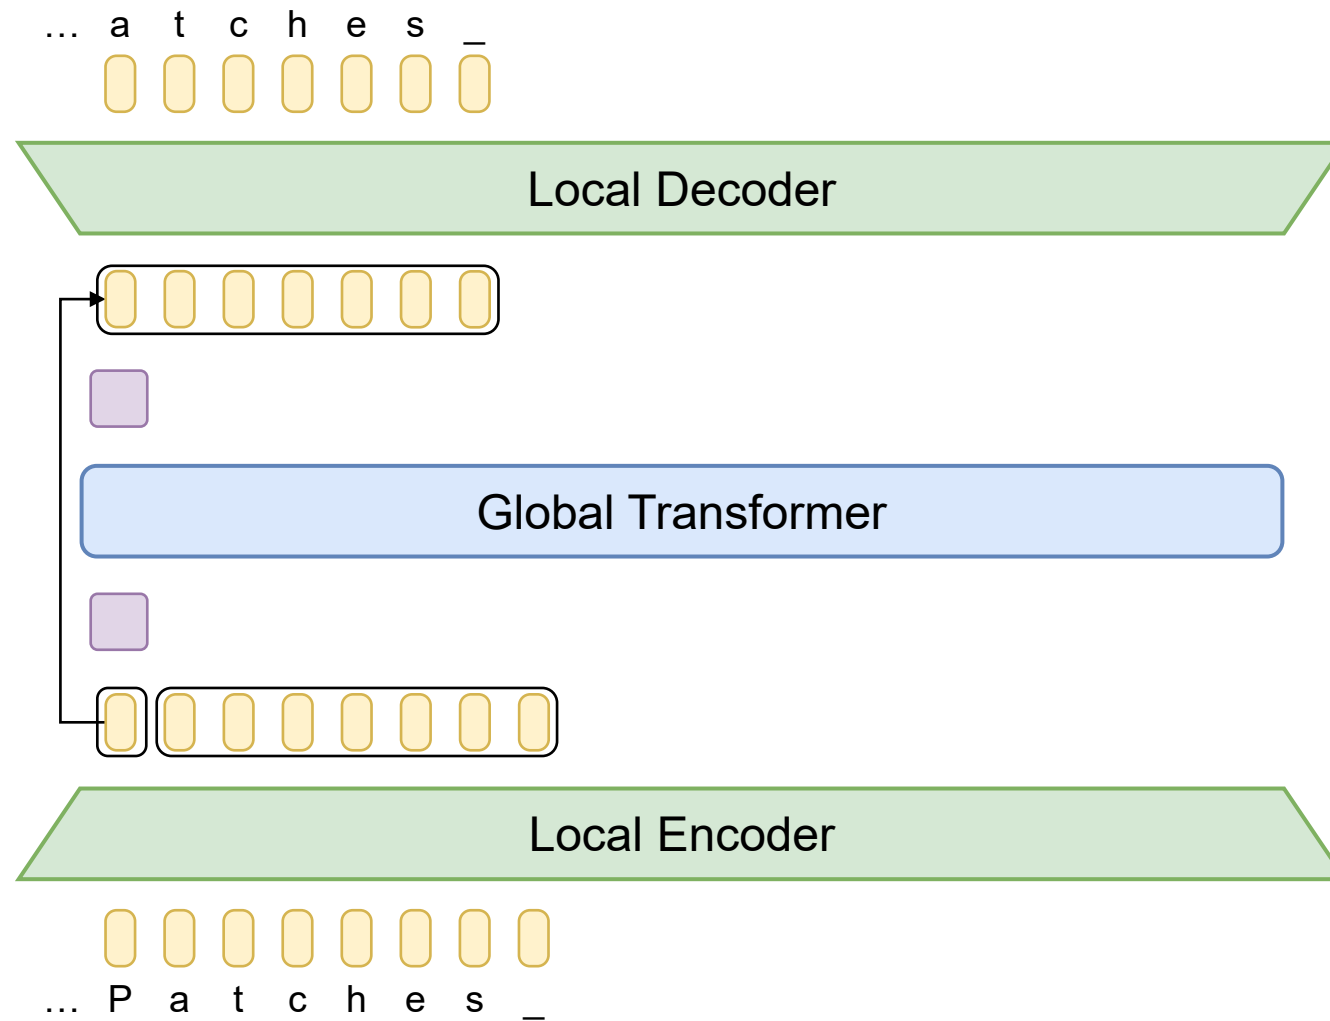 … a t c h e s _
Local Decoder
Global Transformer
Local Encoder
… P a t c h e s _